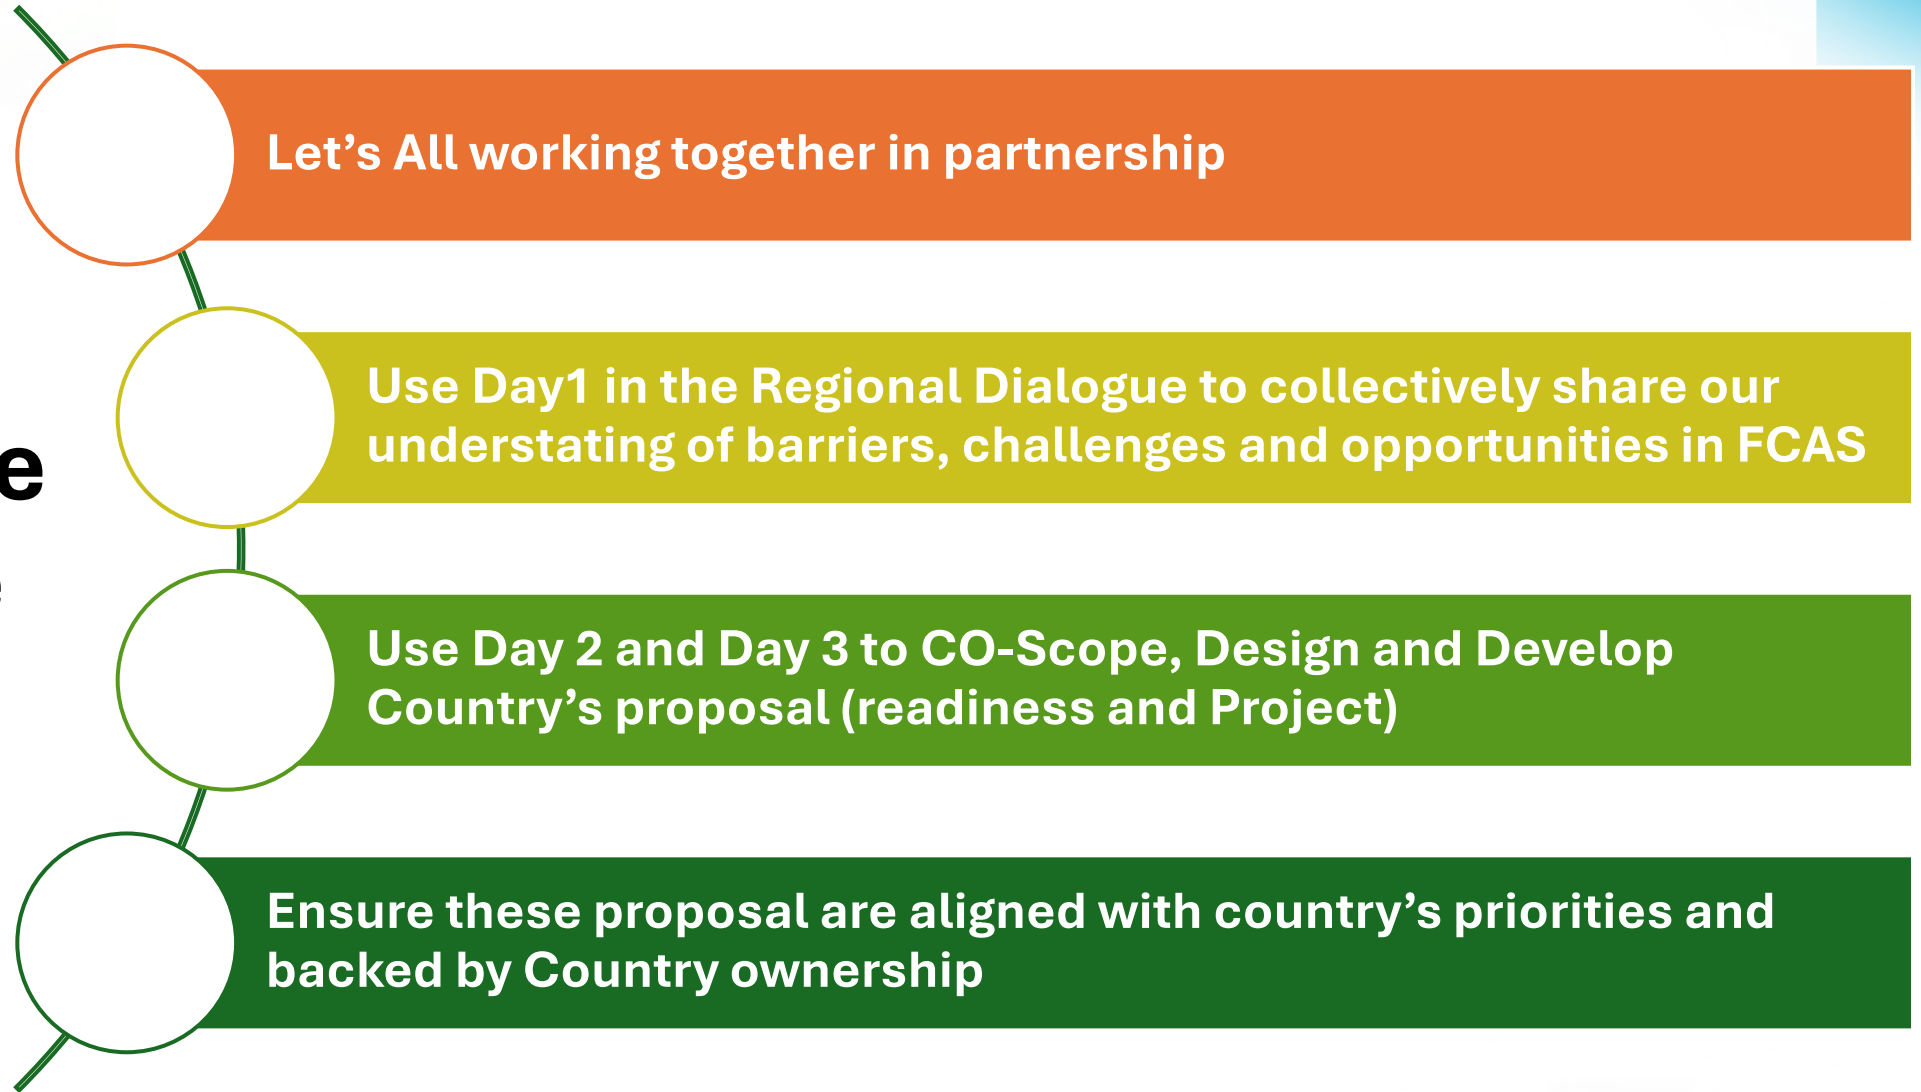 Let’s All working together in partnership
Use Day1 in the Regional Dialogue to collectively share our
understating of barriers, challenges and opportunities in FCAS
Use Day 2 and Day 3 to CO-Scope, Design and Develop
Country’s proposal (readiness and Project)
Ensure these proposal are aligned with country’s priorities and
backed by Country ownership